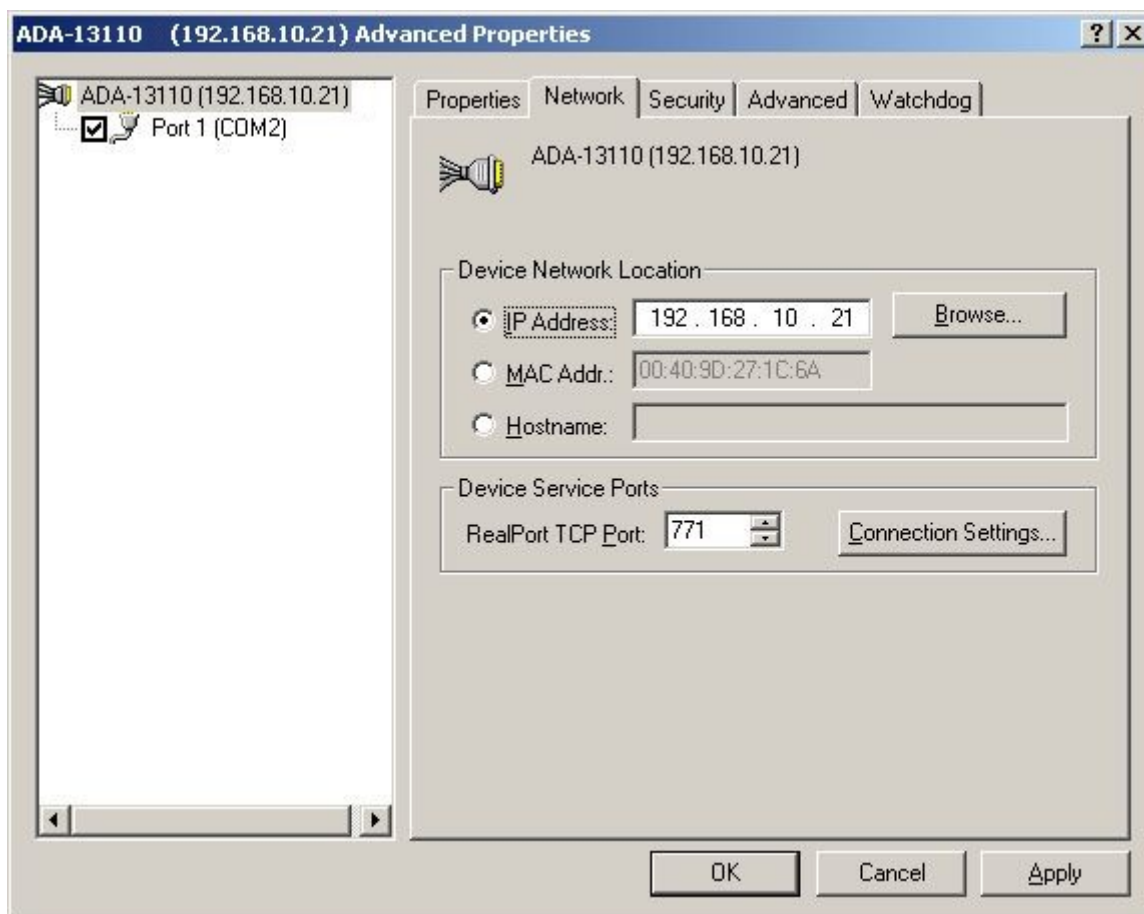 ADA-13110 (192.168.10.21) Advanced Properties
ADA-13110 (192.168.10.21)
Port 1 (COM2)
Properties Network Security Advanced Watchdog
ADA-13110 (192.168.10.21)
Device Network Location
IP Address: 192 . 168 . 10 . 21 Browse...
MAC Addr.: 00:40:9D:27:1C:6A
Hostname:
Device Service Ports
RealPort TCP Port: 771 Connection Settings...
OK Cancel Apply